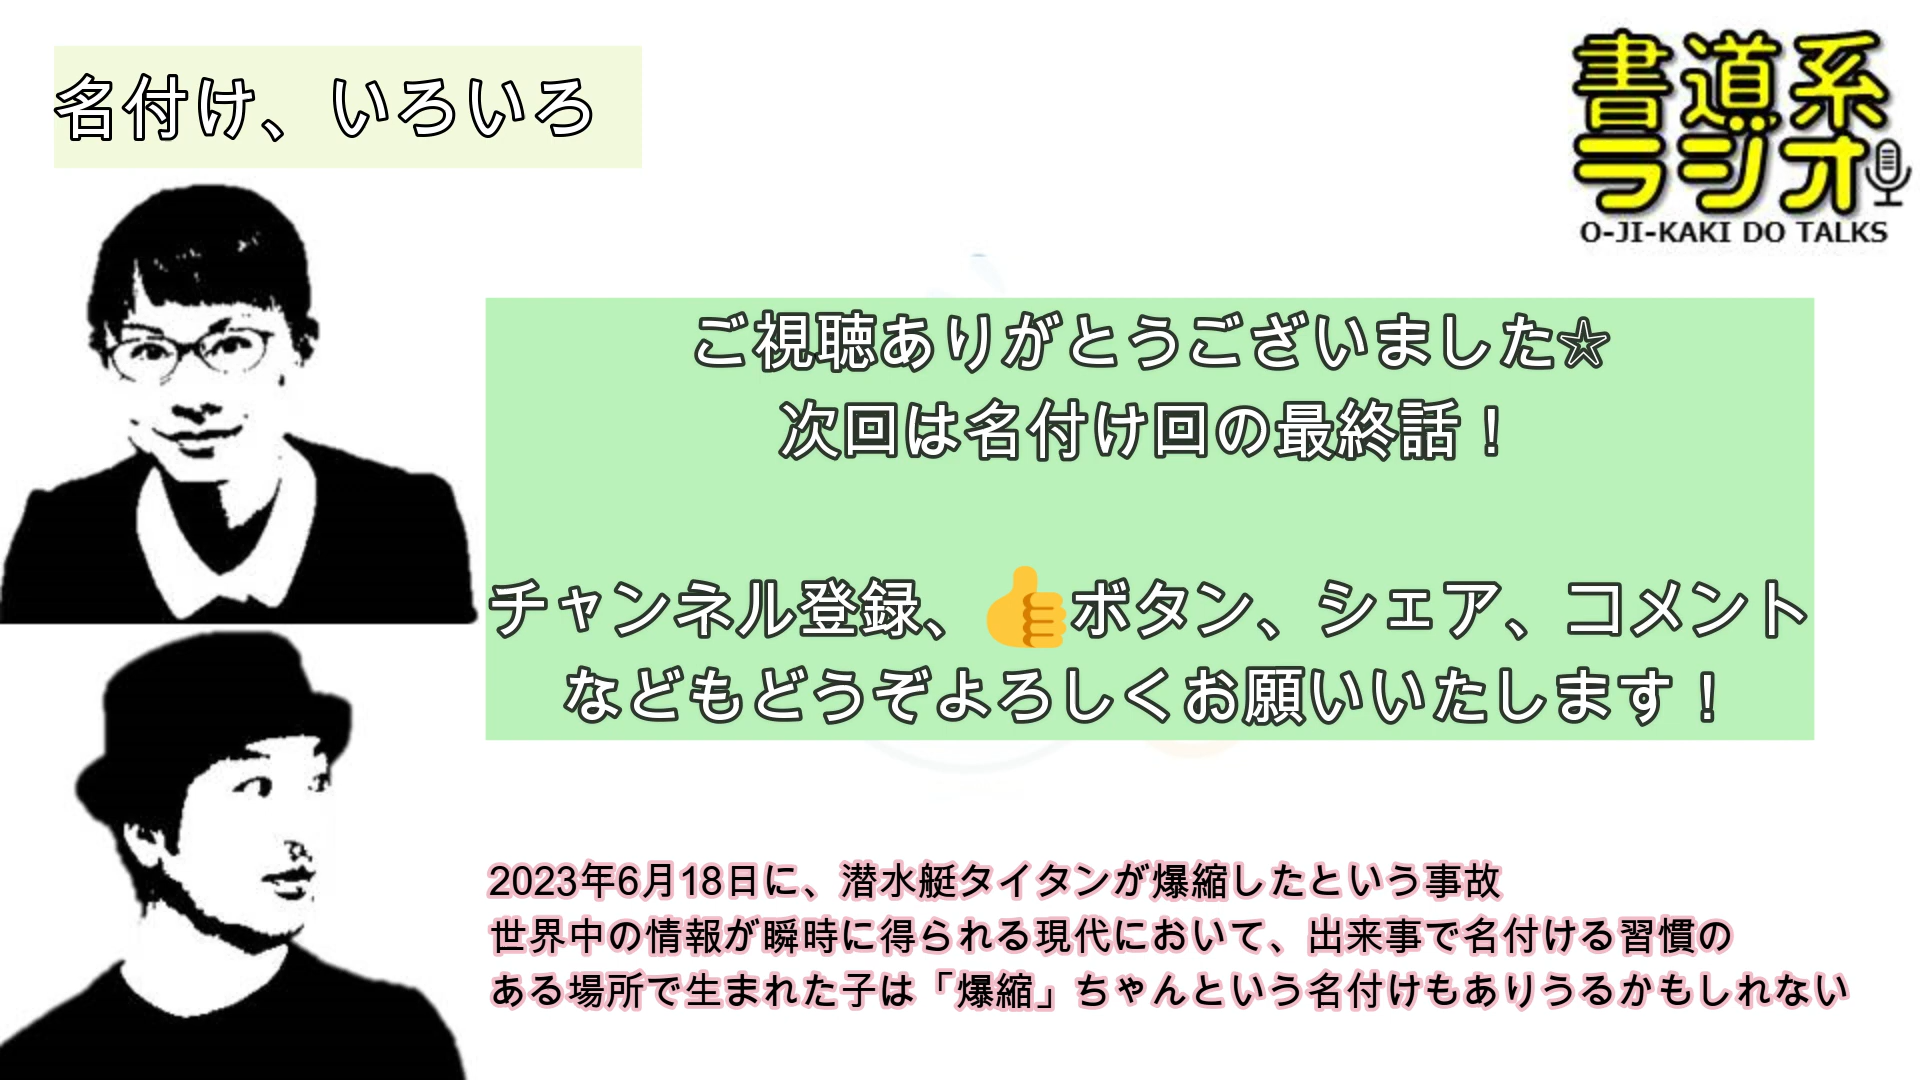 名付け、いろいろ
書道系
ラジオ
O-JI-KAKI DO TALKS
ご視聴ありがとうございました☆
次回は名付け回の最終話！
チャンネル登録、👍ボタン、シェア、コメント
などもどうぞよろしくお願いいたします！
2023年6月18日に、潜水艇タイタンが爆縮したという事故
世界中の情報が瞬時に得られる現代において、出来事で名付ける習慣の
ある場所で生まれた子は「爆縮」ちゃんという名付けもありうるかもしれない